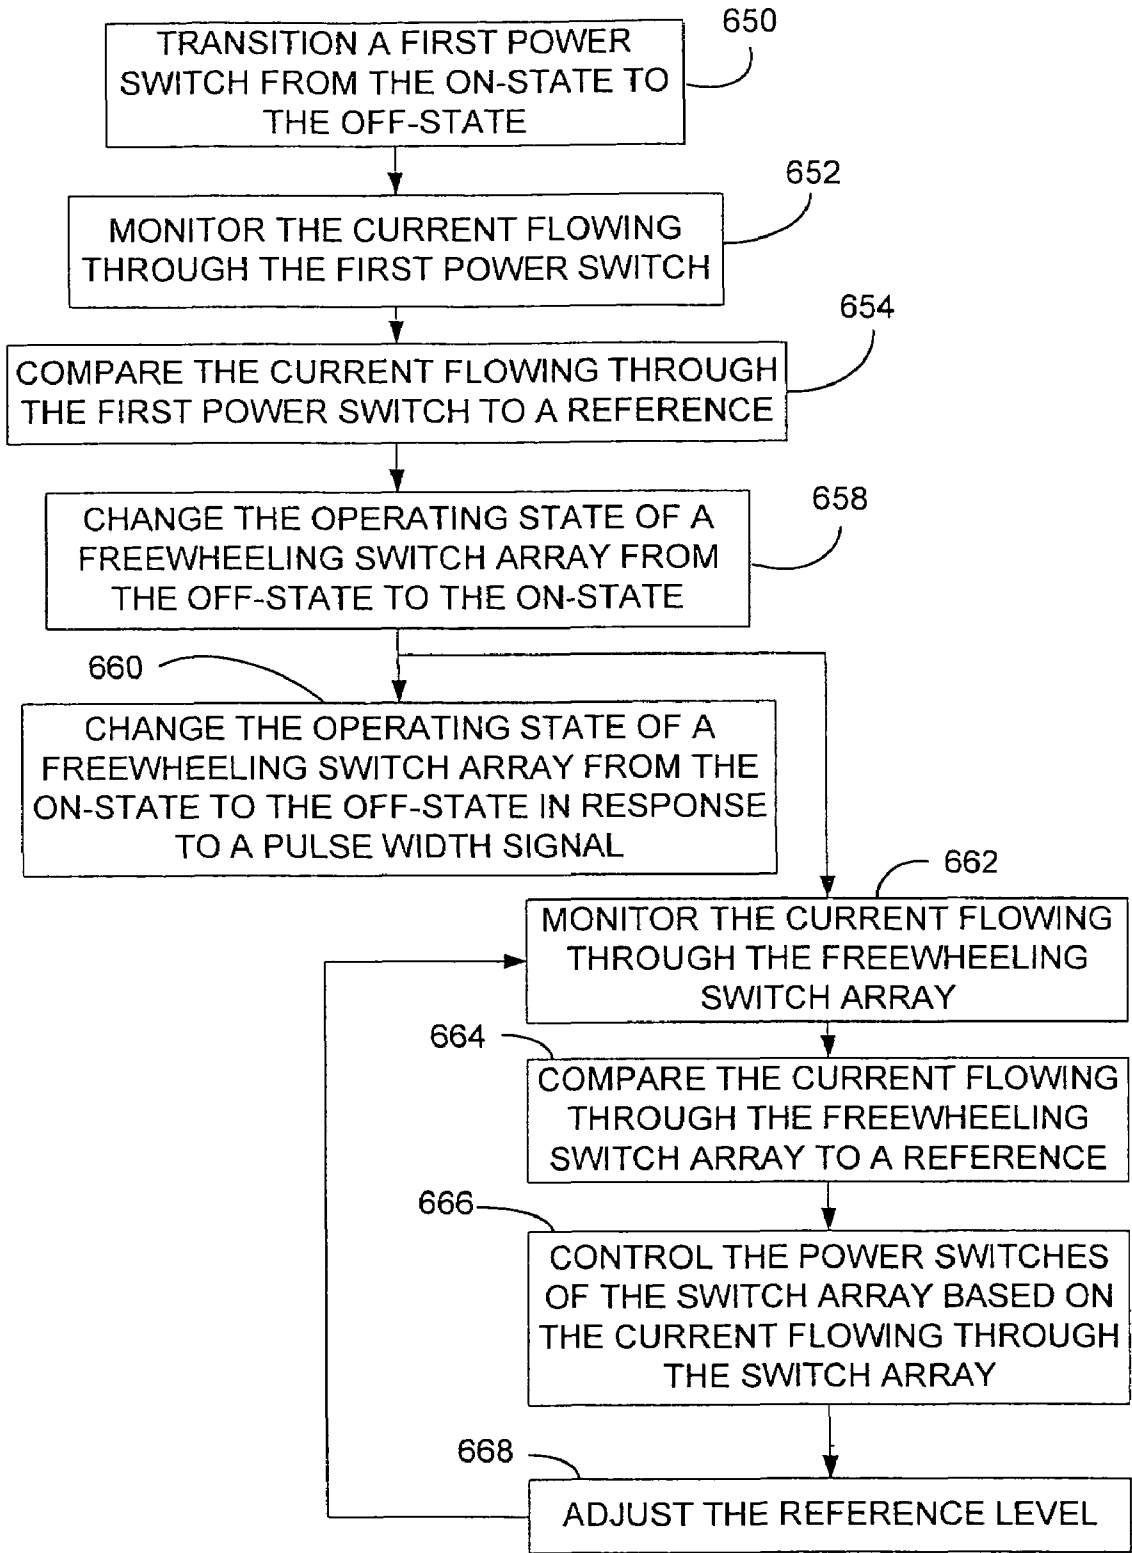 650
TRANSITION A FIRST POWER
SWITCH FROM THE ON-STATE TO
THE OFF-STATE
652
MONITOR THE CURRENT FLOWING
THROUGH THE FIRST POWER SWITCH
654
COMPARE THE CURRENT FLOWING THROUGH
THE FIRST POWER SWITCH TO A REFERENCE
658
CHANGE THE OPERATING STATE OF A
FREEWHEELING SWITCH ARRAY FROM
THE OFF-STATE TO THE ON-STATE
660
CHANGE THE OPERATING STATE OF A
FREEWHEELING SWITCH ARRAY FROM THE
ON-STATE TO THE OFF-STATE IN RESPONSE
TO A PULSE WIDTH SIGNAL
662
MONITOR THE CURRENT FLOWING
THROUGH THE FREEWHEELING
SWITCH ARRAY
664
COMPARE THE CURRENT FLOWING
THROUGH THE FREEWHEELING
SWITCH ARRAY TO A REFERENCE
666
CONTROL THE POWER SWITCHES
OF THE SWITCH ARRAY BASED ON
THE CURRENT FLOWING THROUGH
THE SWITCH ARRAY
668
ADJUST THE REFERENCE LEVEL